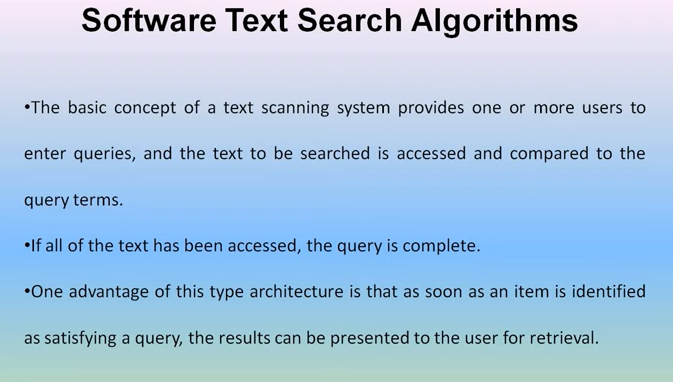 Software Text Search Algorithms
•The basic concept of a text scanning system provides one or more users to
enter queries, and the text to be searched is accessed and compared to the
query terms.
•If all of the text has been accessed, the query is complete.
•One advantage of this type architecture is that as soon as an item is identified
as satisfying a query, the results can be presented to the user for retrieval.